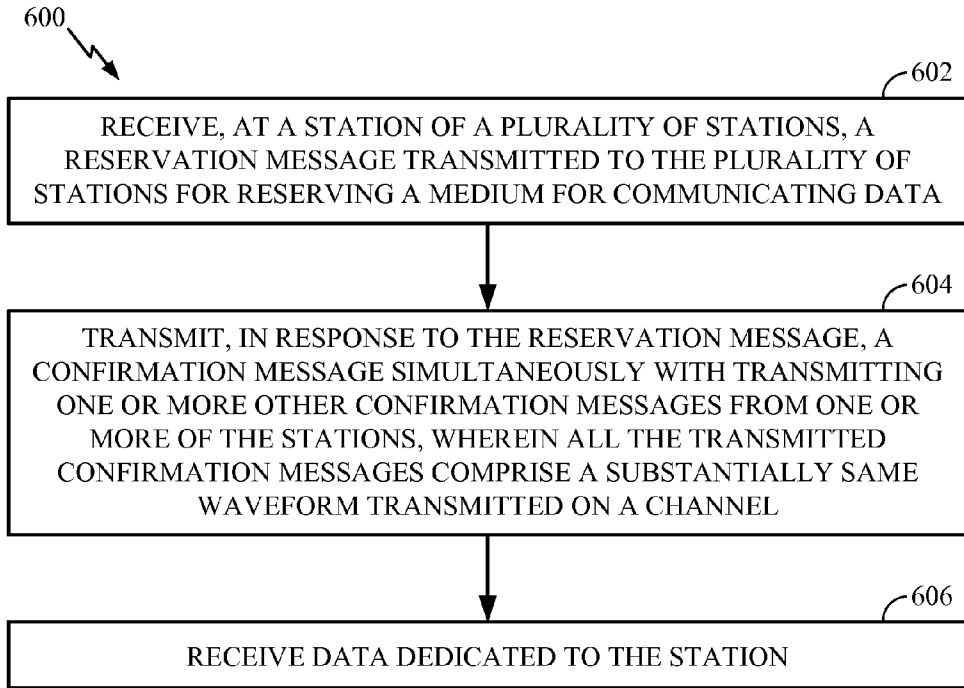 600
602
RECEIVE, AT A STATION OF A PLURALITY OF STATIONS, A
RESERVATION MESSAGE TRANSMITTED TO THE PLURALITY OF
STATIONS FOR RESERVING A MEDIUM FOR COMMUNICATING DATA
604
TRANSMIT, IN RESPONSE TO THE RESERVATION MESSAGE, A
CONFIRMATION MESSAGE SIMULTANEOUSLY WITH TRANSMITTING
ONE OR MORE OTHER CONFIRMATION MESSAGES FROM ONE OR
MORE OF THE STATIONS, WHEREIN ALL THE TRANSMITTED
CONFIRMATION MESSAGES COMPRISE A SUBSTANTIALLY SAME
WAVEFORM TRANSMITTED ON A CHANNEL
606
RECEIVE DATA DEDICATED TO THE STATION